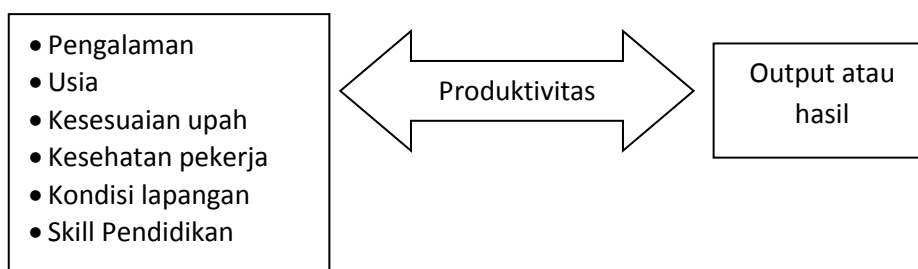 • Pengalaman
• Usia
• Kesesuaian upah
• Kesehatan pekerja
• Kondisi lapangan
• Skill Pendidikan
Produktivitas
Output atau
hasil